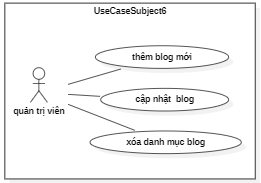 UseCaseSubject6
thêm blog mới
cập nhật  blog
quản trị viên
xóa danh mục blog